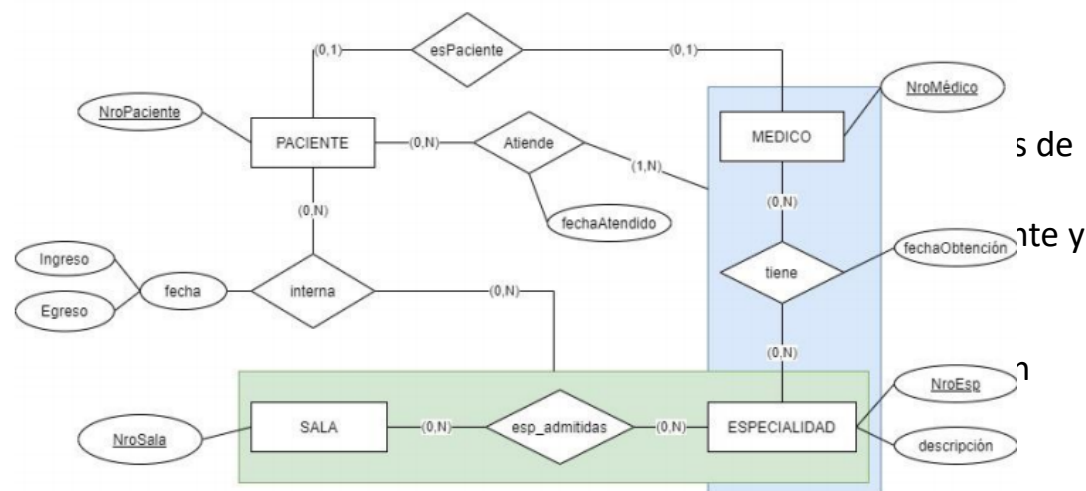 (0,1)
esPaciente
(0,1)
NroPaciente
NroMédico
PACIENTE
(0,N)
Atiende
MEDICO
s de
(1,N)
(0,N)
(0,N)
fechaAtendido
nte y
fechaObtención
Ingreso
fecha
interna
(0,N)
tiene
Egreso
(0,N)
n
NroEsp
NroSala
SALA
(0,N)
esp_admitidas
(0,N)
ESPECIALIDAD
descripción